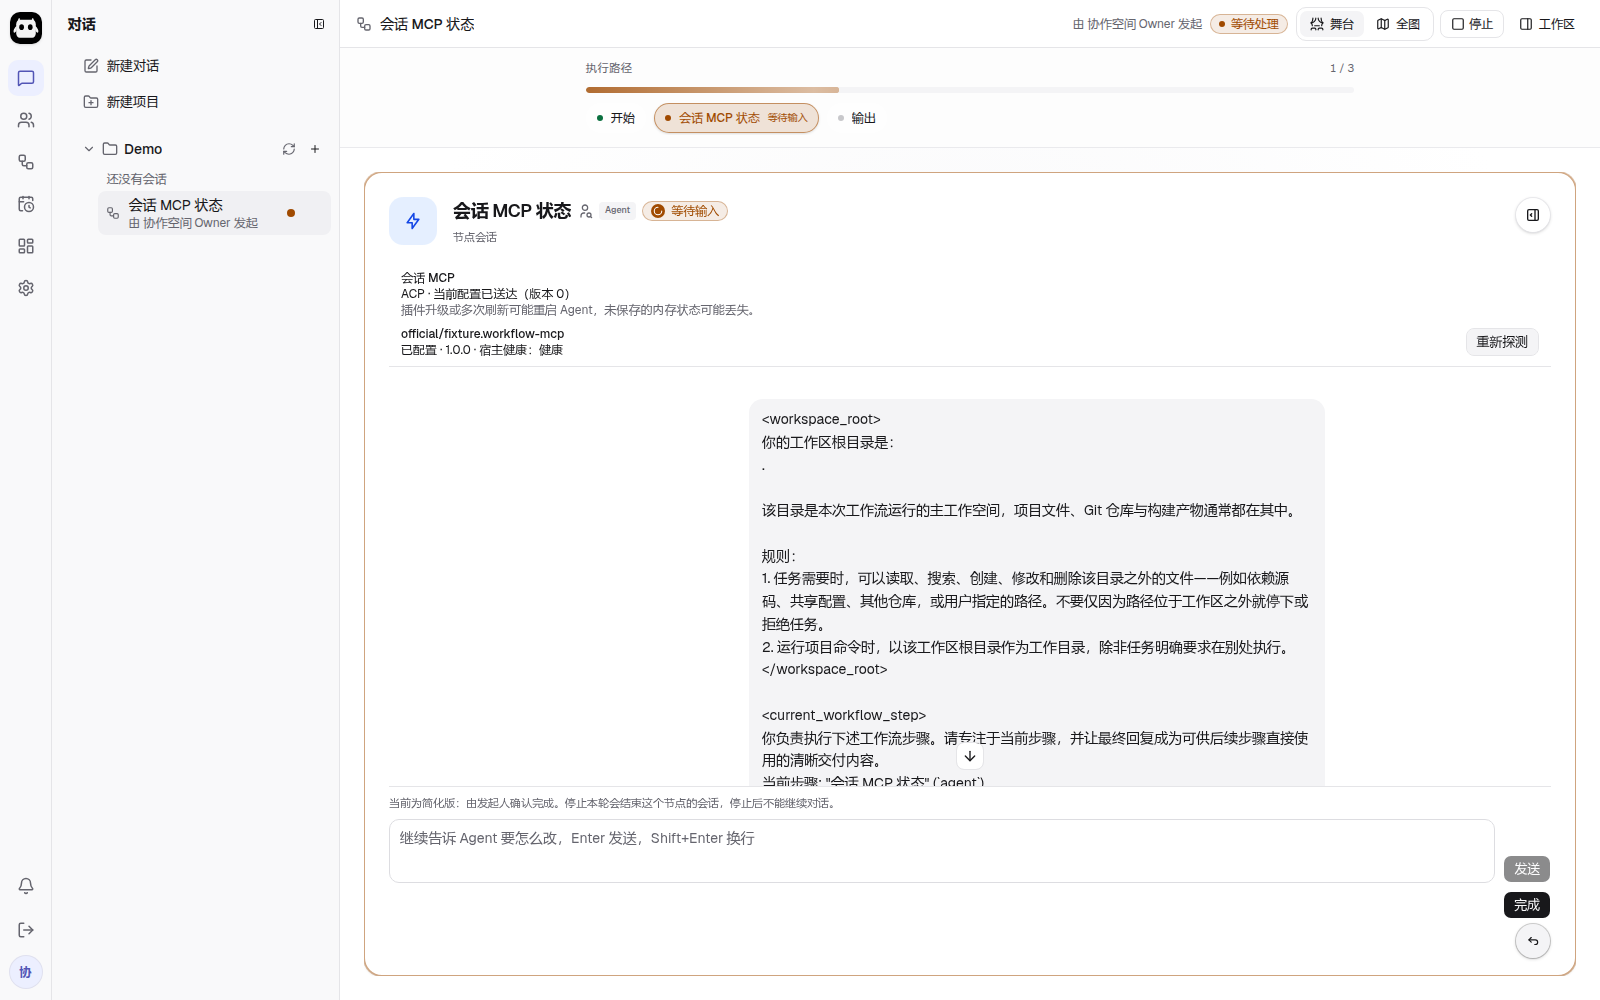 对话
新建对话
新建项目
Demo
还没有会话
会话 MCP 状态
由 协作空间 Owner 发起
协
会话 MCP 状态
由 协作空间 Owner 发起
等待处理
舞台
全图
停止
工作区
执行路径
1 / 3
开始
会话 MCP 状态 等待输入
输出
会话 MCP 状态
Agent
等待输入
节点会话
会话 MCP
ACP · 当前配置已送达（版本 0）
插件升级或多次刷新可能重启 Agent，未保存的内存状态可能丢失。
official/fixture.workflow-mcp
已配置 · 1.0.0 · 宿主健康：健康
重新探测
<workspace_root>
你的工作区根目录是：
.
该目录是本次工作流运行的主工作空间，项目文件、Git 仓库与构建产物通常都在其中。
规则：
1. 任务需要时，可以读取、搜索、创建、修改和删除该目录之外的文件——例如依赖源
码、共享配置、其他仓库，或用户指定的路径。不要仅因为路径位于工作区之外就停下或
拒绝任务。
2. 运行项目命令时，以该工作区根目录作为工作目录，除非任务明确要求在别处执行。
</workspace_root>
<current_workflow_step>
你负责执行下述工作流步骤。请专注于当前步骤，并让最终回复成为可供后续步骤直接使
用的清晰交付内容。
当前步骤: "会话 MCP 状态" (`agent`)
当前为简化版：由发起人确认完成。停止本轮会结束这个节点的会话，停止后不能继续对话。
继续告诉 Agent 要怎么改，Enter 发送，Shift+Enter 换行
发送
完成